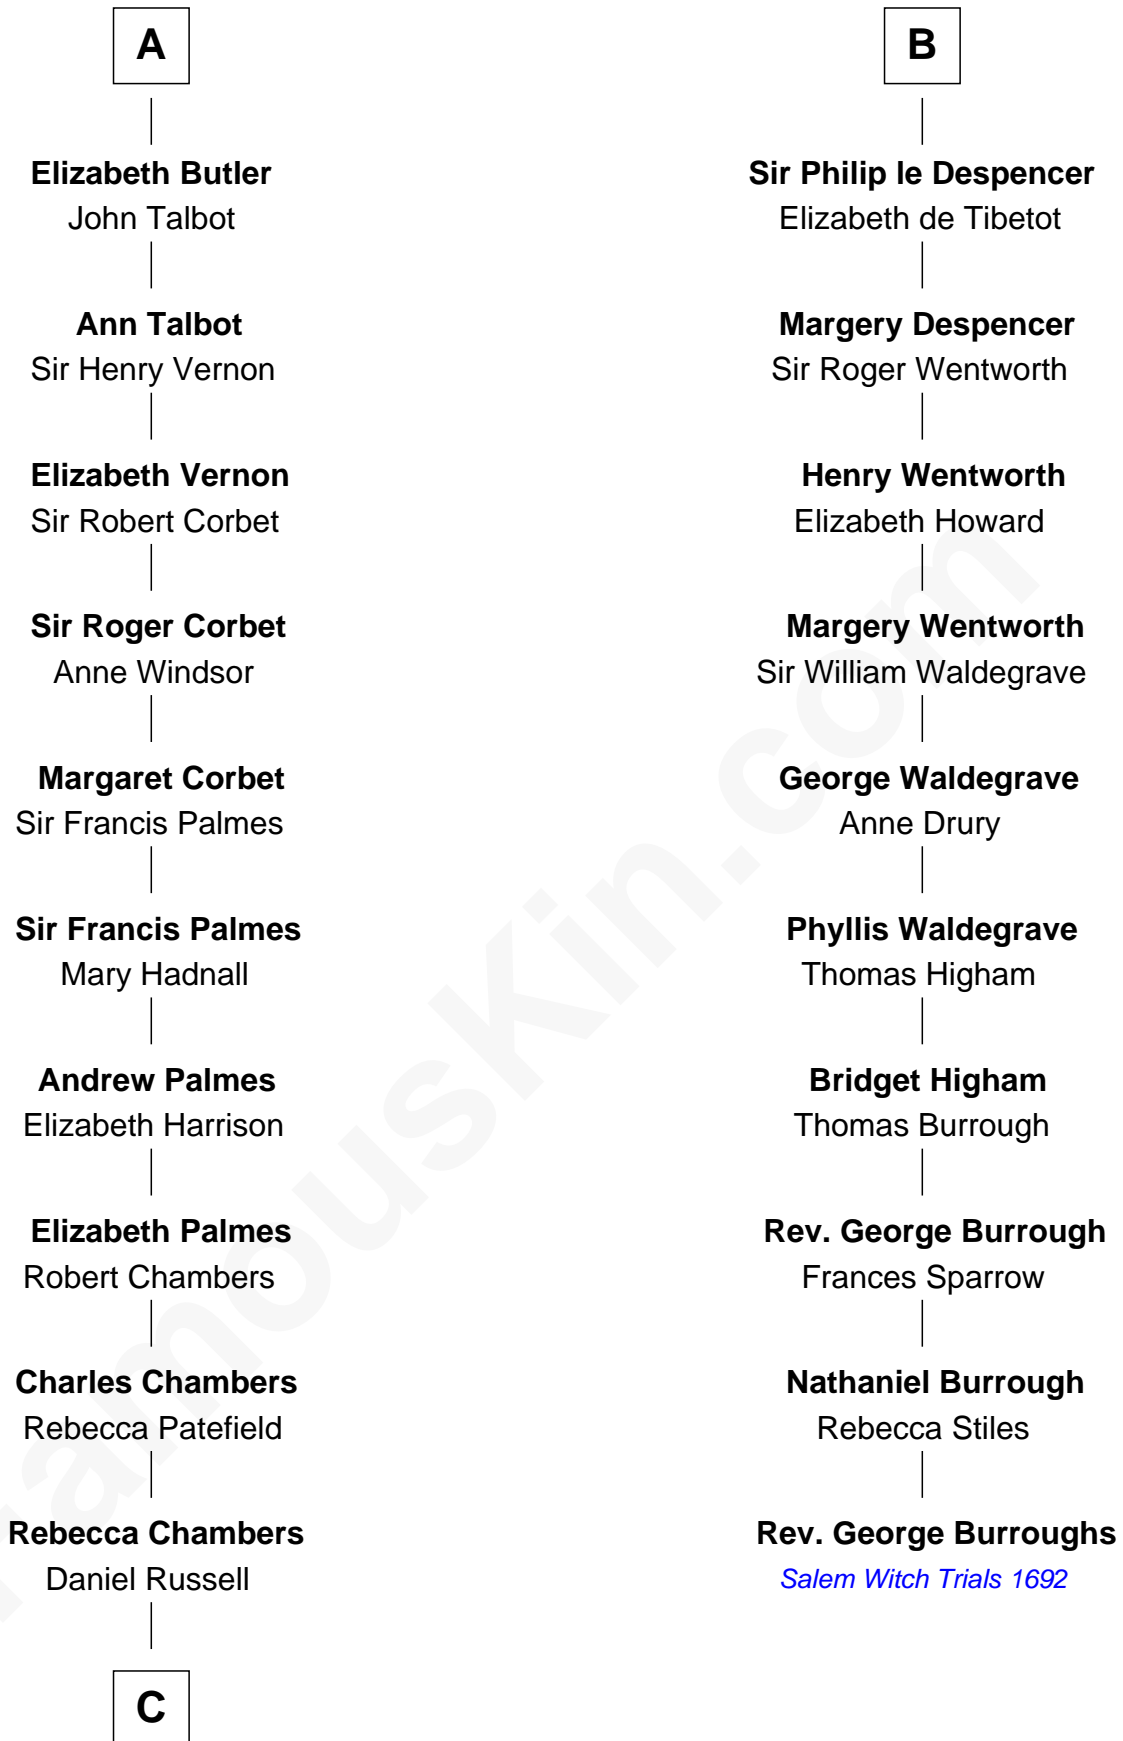 A
Elizabeth Butler
John Talbot
Ann Talbot
Sir Henry Vernon
Elizabeth Vernon
Sir Robert Corbet
Sir Roger Corbet
Anne Windsor
Margaret Corbet
Sir Francis Palmes
Sir Francis Palmes
Mary Hadnall
Andrew Palmes
Elizabeth Harrison
Elizabeth Palmes
Robert Chambers
Charles Chambers
Rebecca Patefield
Rebecca Chambers
Daniel Russell
C
B
Sir Philip le Despencer
Elizabeth de Tibetot
Margery Despencer
Sir Roger Wentworth
Henry Wentworth
Elizabeth Howard
Margery Wentworth
Sir William Waldegrave
George Waldegrave
Anne Drury
Phyllis Waldegrave
Thomas Higham
Bridget Higham
Thomas Burrough
Rev. George Burrough
Frances Sparrow
Nathaniel Burrough
Rebecca Stiles
Rev. George Burroughs
Salem Witch Trials 1692
FamousKin.com